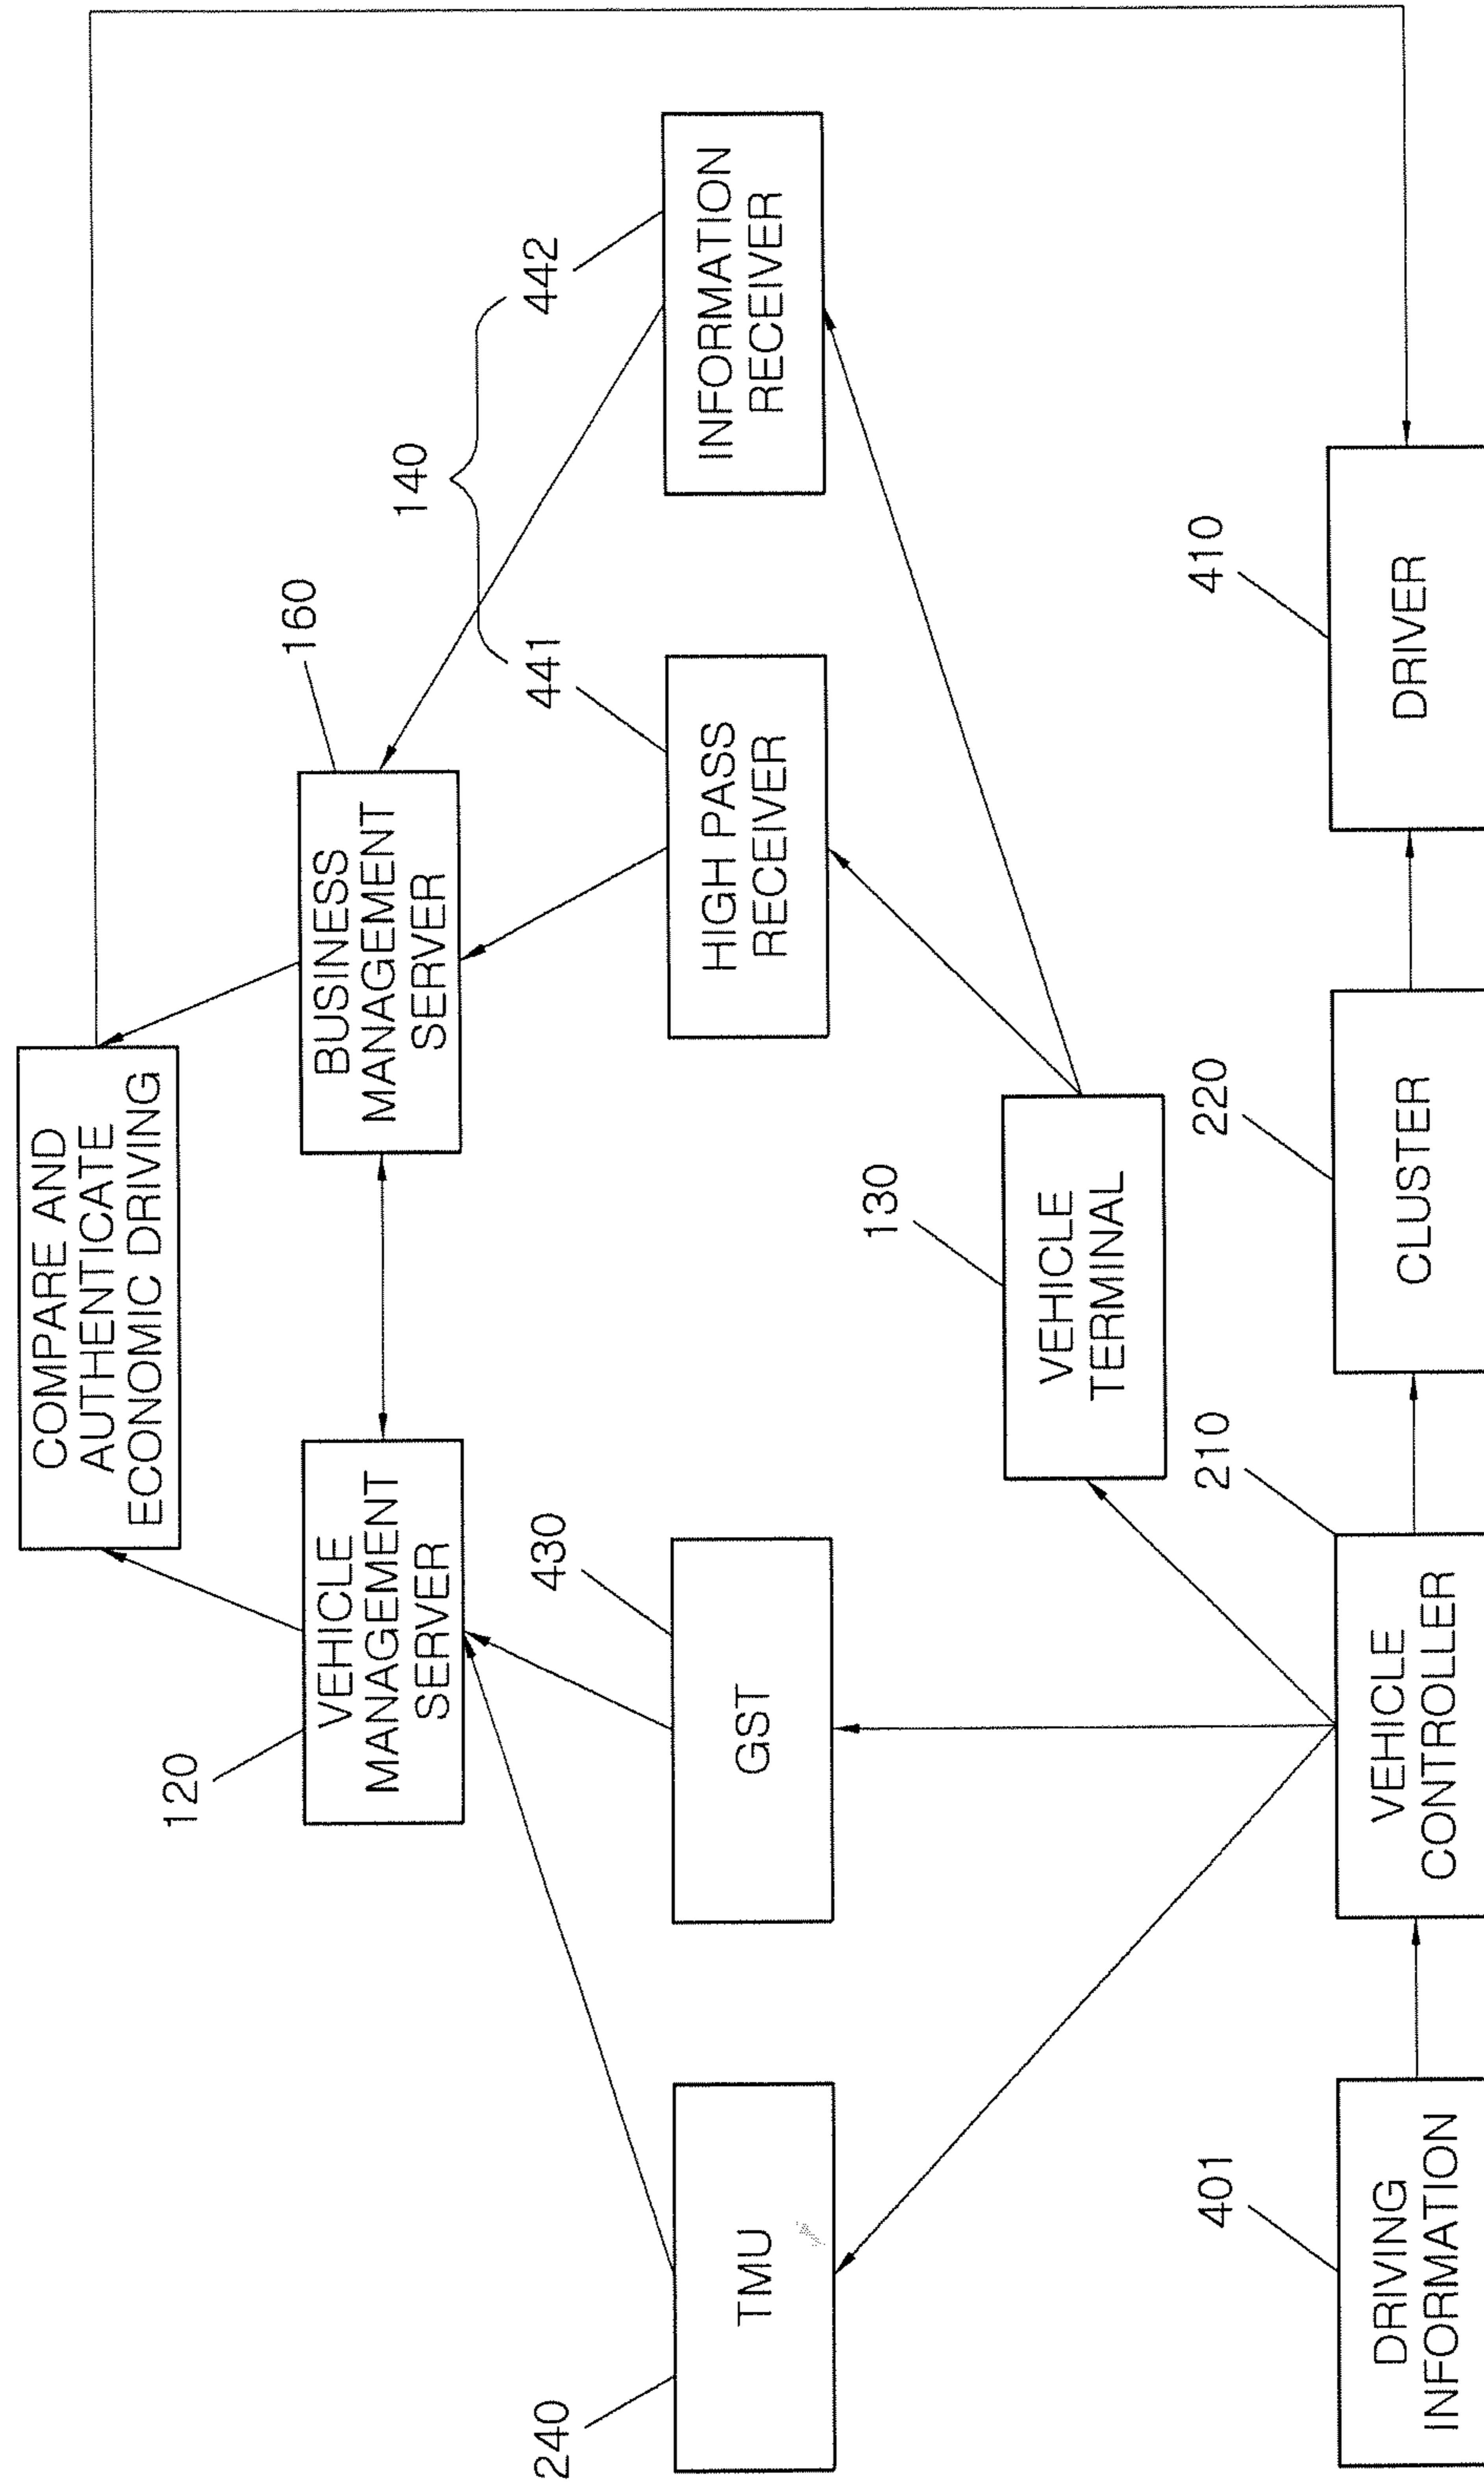 COMPARE AND
AUTHENTICATE
ECONOMIC DRIVING
120
VEHICLE
MANAGEMENT
SERVER
BUSINESS
MANAGEMENT
SERVER
160
140
240
TMU
430
GST
441
HIGH PASS
RECEIVER
442
INFORMATION
RECEIVER
130
VEHICLE
TERMINAL
401
DRIVING
INFORMATION
210
VEHICLE
CONTROLLER
220
CLUSTER
410
DRIVER